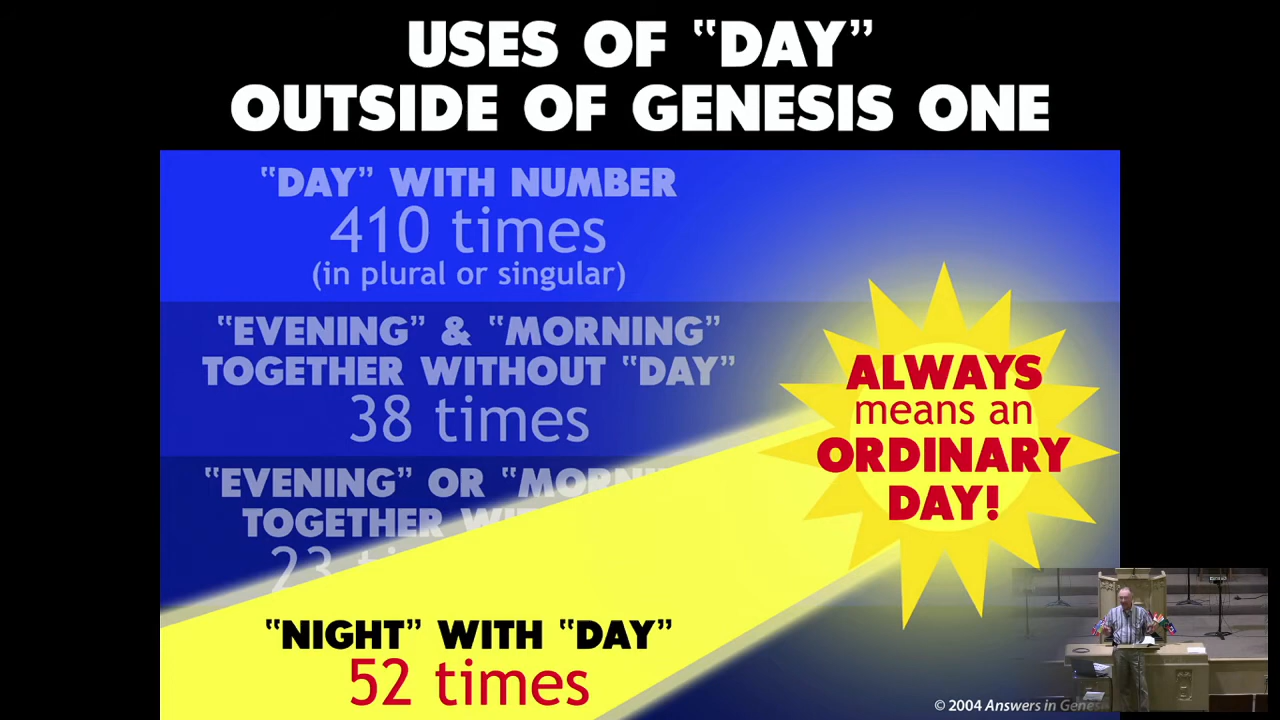 USES OF “DAY”
OUTSIDE OF GENESIS ONE
“DAY” WITH NUMBER
410 times
(in plural or singular)
“EVENING” & “MORNING”
TOGETHER WITHOUT “DAY”
38 times
“EVENING” OR
TOGETHER
23
“NIGHT” WITH “DAY”
52 times
ALWAYS
means an
ORDINARY
DAY!
© 2004 Answers in